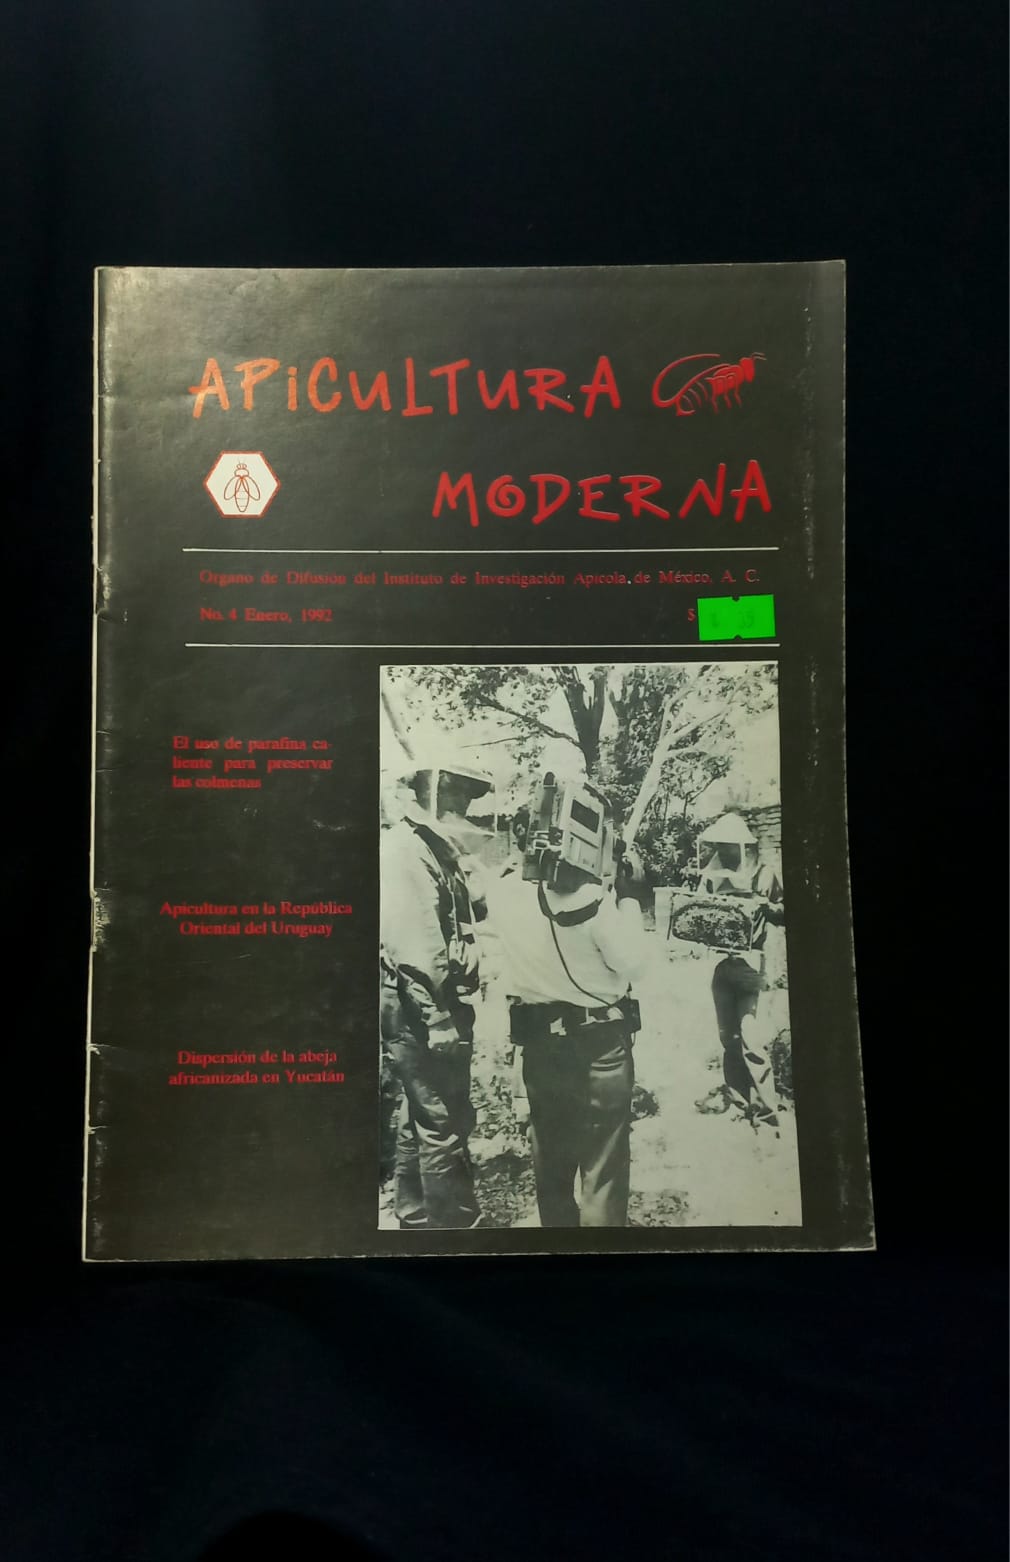 APiCULTURA
MODERNA
Organo de Difusión del Instituto de Investigación Apícola, de México, A. C.
No. 4 Enero, 1992
$
El uso de parafina ca-
liente para preservar
las colmenas
Apicultura en la República
Oriental del Uruguay
Dispersión de la abeja
africanizada en Yucatán